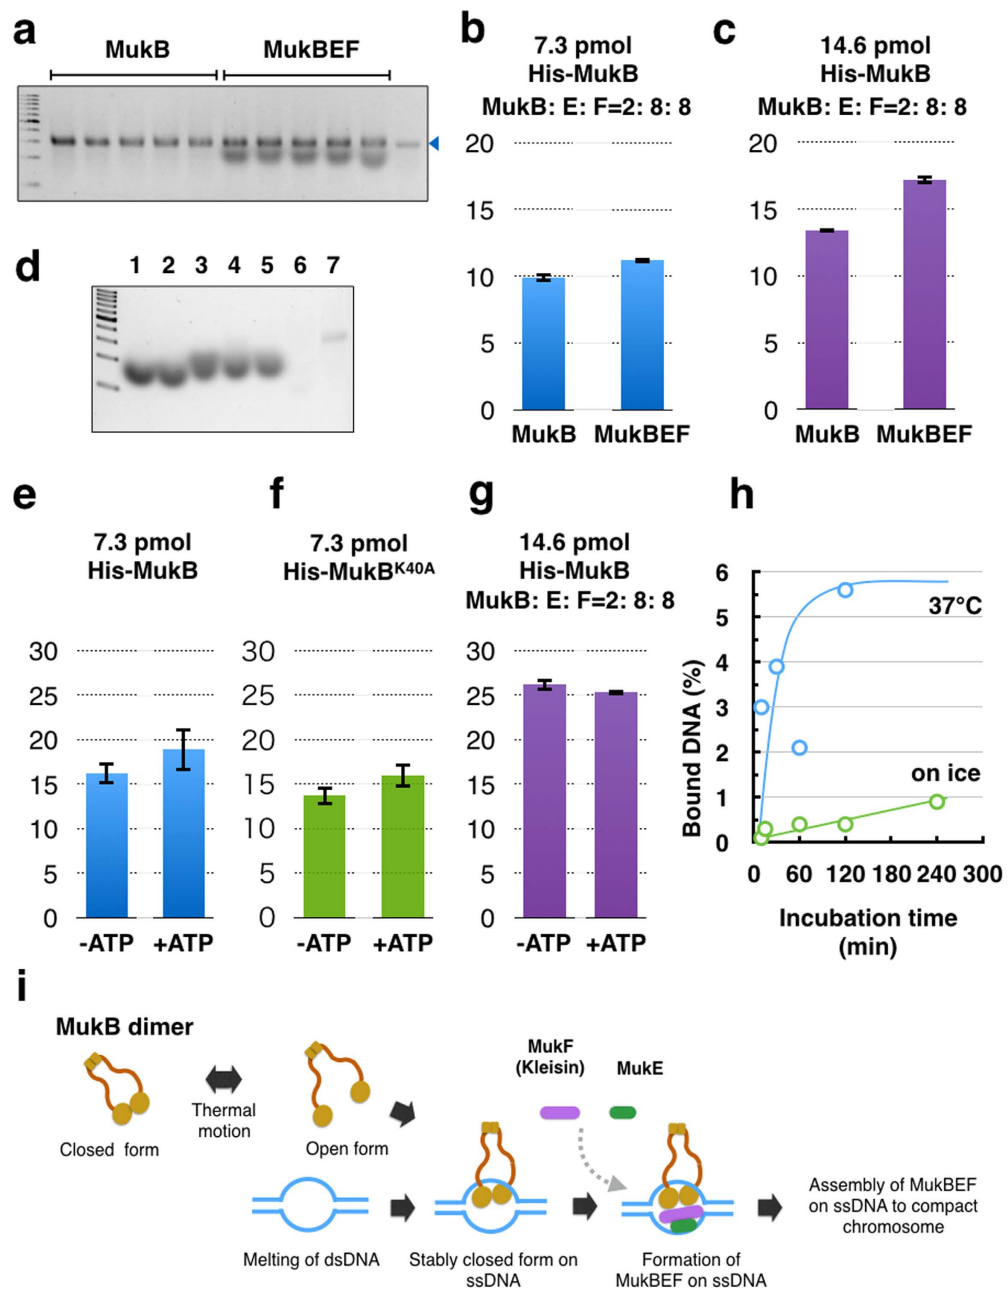 a
MukB MukBEF
b
7.3 pmol
His-MukB
MukB: E: F=2: 8: 8
20
15
10
5
0
MukB MukBEF
c
14.6 pmol
His-MukB
MukB: E: F=2: 8: 8
20
15
10
5
0
MukB MukBEF
d
1 2 3 4 5 6 7
e
7.3 pmol
His-MukB
30
25
20
15
10
5
0
-ATP +ATP
f
7.3 pmol
His-MukBK40A
30
25
20
15
10
5
0
-ATP +ATP
g
14.6 pmol
His-MukB
MukB: E: F=2: 8: 8
30
25
20
15
10
5
0
-ATP +ATP
h
Bound DNA (%)
6
5
4
3
2
1
0
37°C
on ice
0 60 120 180 240 300
Incubation time
(min)
i
MukB dimer
Closed form
Thermal
motion
Open form
MukF
(Kleisin)
MukE
Melting of dsDNA
Stably closed form on
ssDNA
Formation of
MukBEF on ssDNA
Assembly of MukBEF
on ssDNA to compact
chromosome